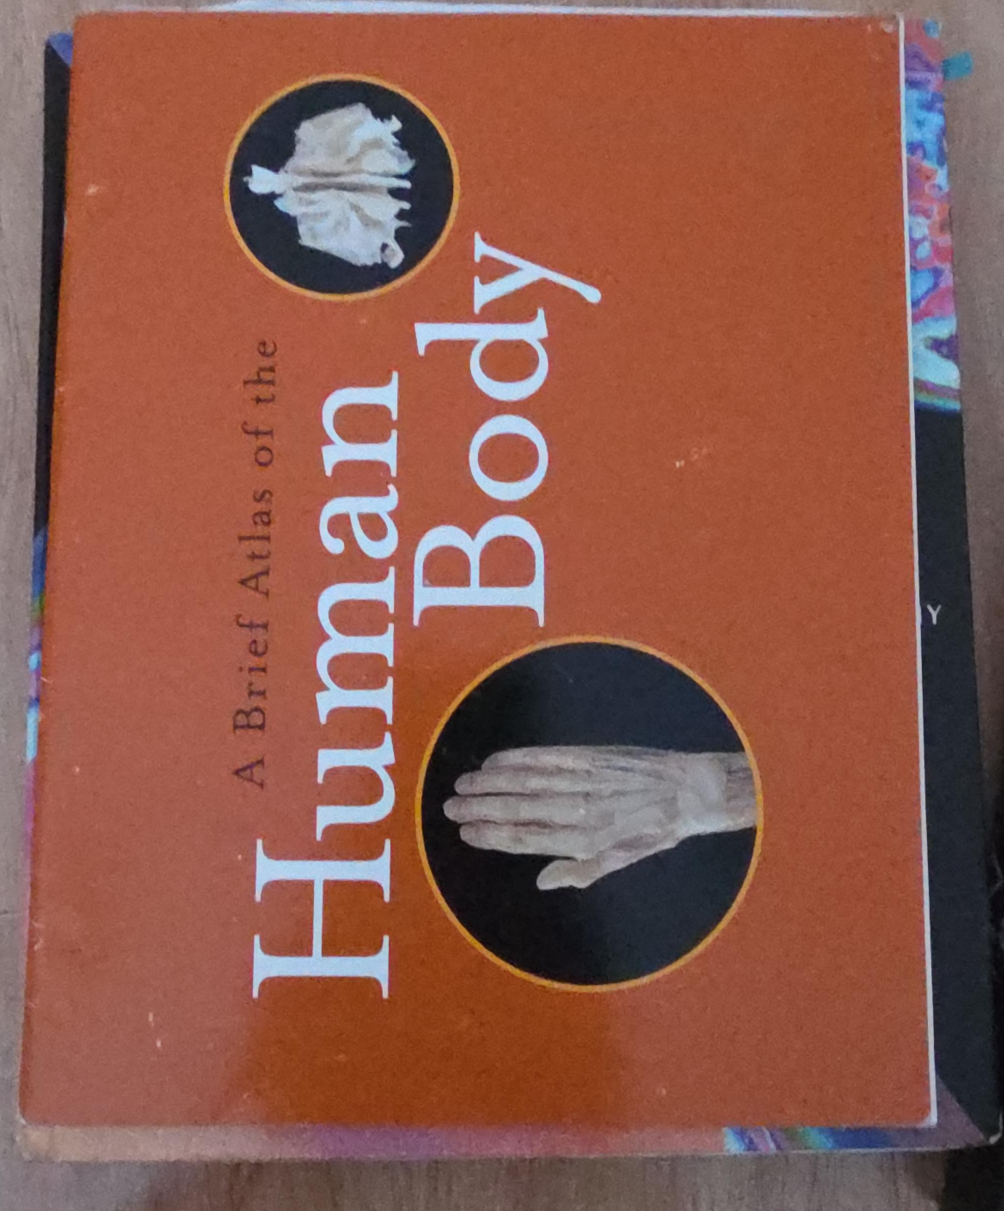 A Brief Atlas of the
Human
Body
Y